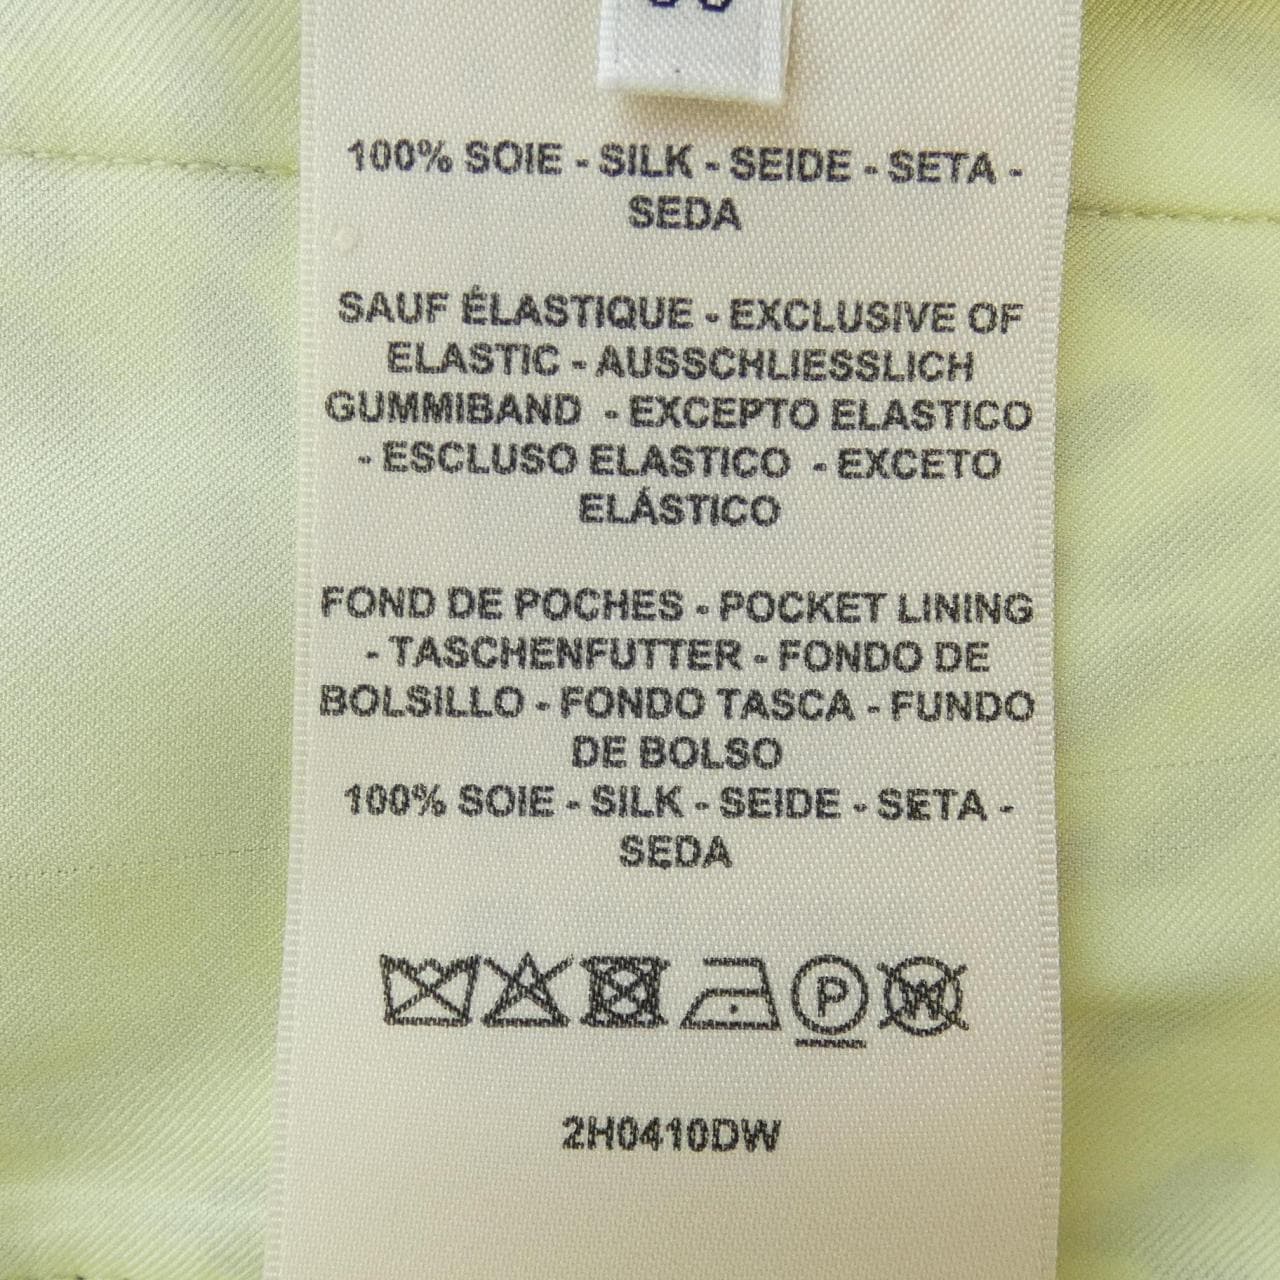 100% SOIE - SILK - SEIDE - SETA -
SEDA
SAUF ÉLASTIQUE - EXCLUSIVE OF
ELASTIC - AUSSCHLIESSLICH
GUMMIBAND - EXCEPTO ELASTICO
- ESCLUSO ELASTICO - EXCETO
ELÁSTICO
FOND DE POCHES - POCKET LINING
- TASCHENFUTTER - FONDO DE
BOLSILLO - FONDO TASCA - FUNDO
DE BOLSO
100% SOIE - SILK - SEIDE - SETA -
SEDA
P W
2H0410DW